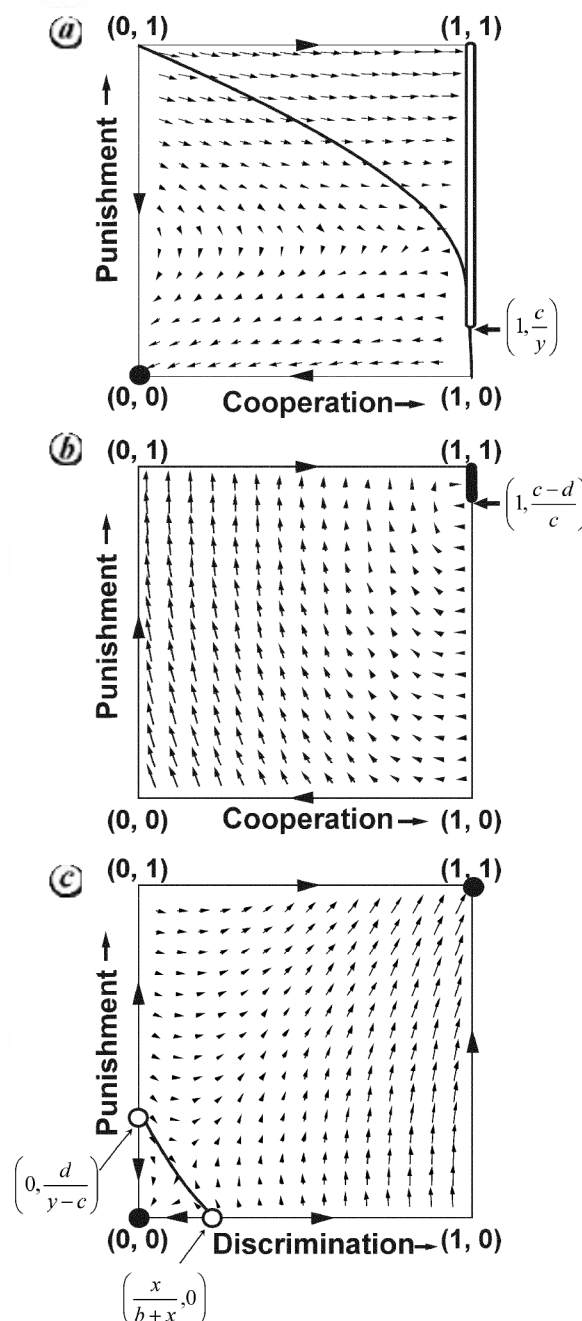 a
(0, 1) (1, 1)
Punishment →
(1, c/y)
(0, 0) Cooperation → (1, 0)
b
(0, 1) (1, 1)
(1, c − d/c)
Punishment →
(0, 0) Cooperation → (1, 0)
c
(0, 1) (1, 1)
Punishment →
(0, d/y − c)
(0, 0) Discrimination → (1, 0)
(x/b + x, 0)